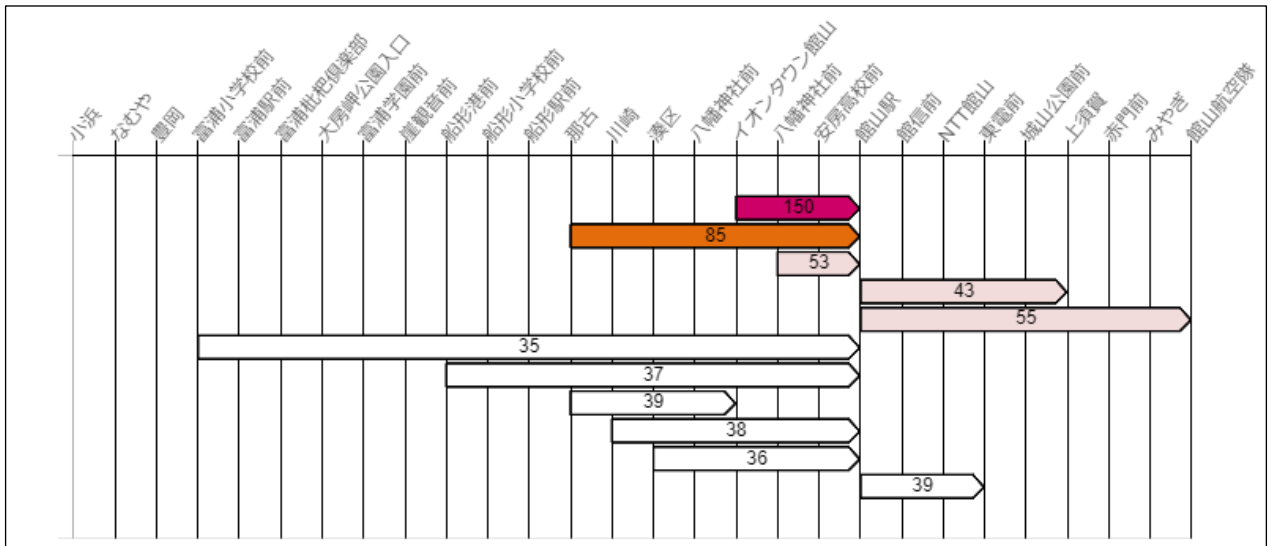 小浜
なむや
豊岡
富浦小学校前
富浦駅前
富浦枇杷倶楽部
大房岬公園入口
富浦学園前
崖観音前
船形港前
船形小学校前
船形駅前
那古
川崎
湊区
八幡神社前
イオンタウン館山
八幡神社前
安房高校前
館山駅
館信前
NTT館山
東電前
城山公園前
上須賀
赤門前
みやぎ
館山航空隊
150
85
53
43
55
35
37
39
38
36
39